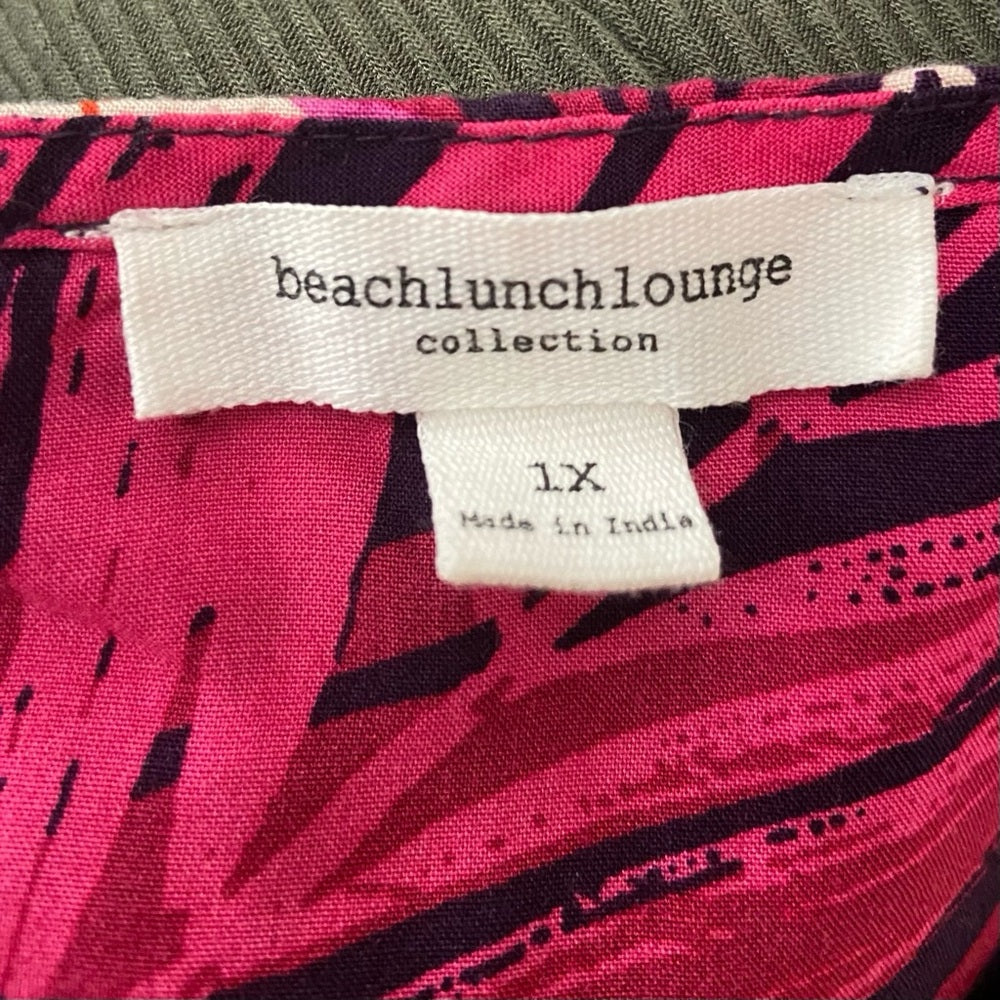 beachlunchlounge
collection
1X
Made in India